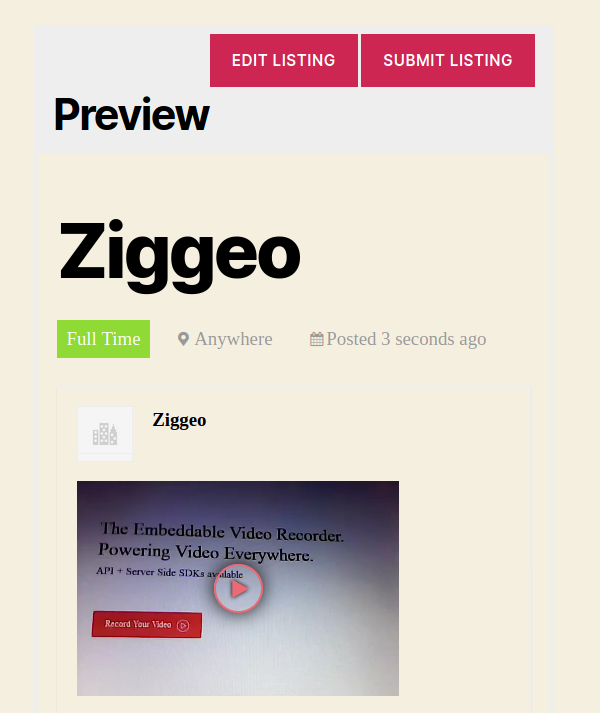 EDIT LISTING SUBMIT LISTING
Preview
Ziggeo
Full Time Anywhere Posted 3 seconds ago
Ziggeo
The Embeddable Video Recorder.
Powering Video Everywhere.
API + Server Side SDKs available
Record Your Video